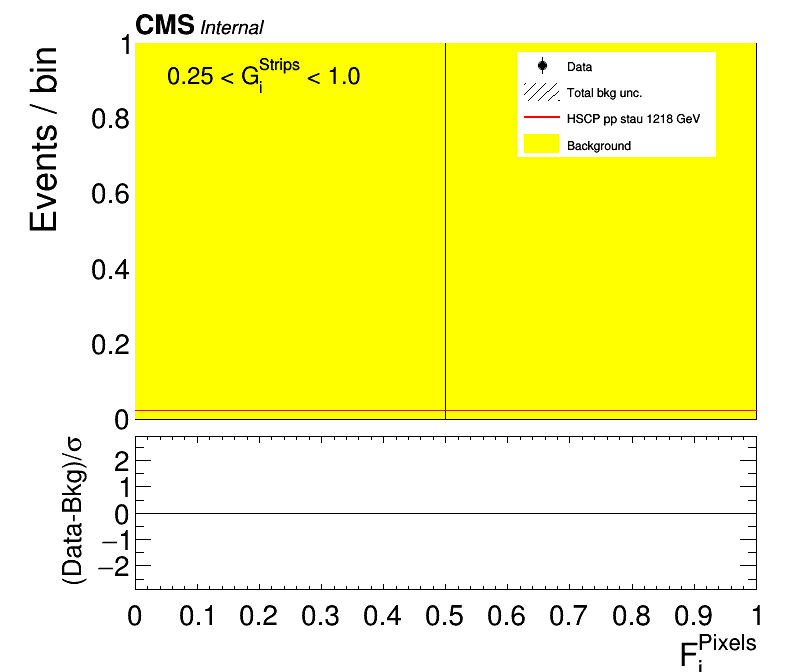 CMS Internal
Events / bin
1
0.8
0.6
0.4
0.2
0
0.25 < G_i^Strips < 1.0
Data
Total bkg unc.
HSCP pp stau 1218 GeV
Background
(Data-Bkg)/σ
2
1
0
−1
−2
0 0.1 0.2 0.3 0.4 0.5 0.6 0.7 0.8 0.9 1
F_i^Pixels